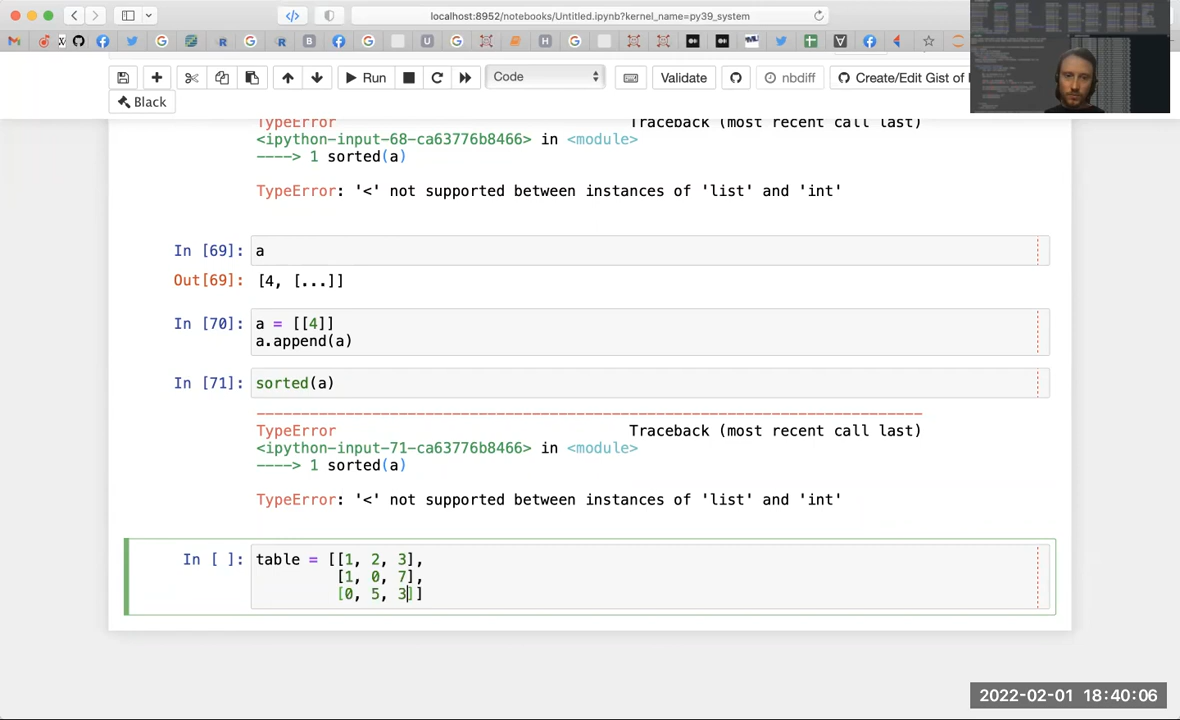 localhost:8952/notebooks/Untitled.ipynb?kernel_name=py39_system
Run
Code
Validate
nbdiff
Create/Edit Gist of
Black
TypeError Traceback (most recent call last)
<ipython-input-68-ca63776b8466> in <module>
----> 1 sorted(a)
TypeError: '<' not supported between instances of 'list' and 'int'
In [69]: a
Out[69]: [4, [...]]
In [70]: a = [[4]]
a.append(a)
In [71]: sorted(a)
TypeError Traceback (most recent call last)
<ipython-input-71-ca63776b8466> in <module>
----> 1 sorted(a)
TypeError: '<' not supported between instances of 'list' and 'int'
In [ ]: table = [[1, 2, 3],
[1, 0, 7],
[0, 5, 3]]
2022-02-01 18:40:06